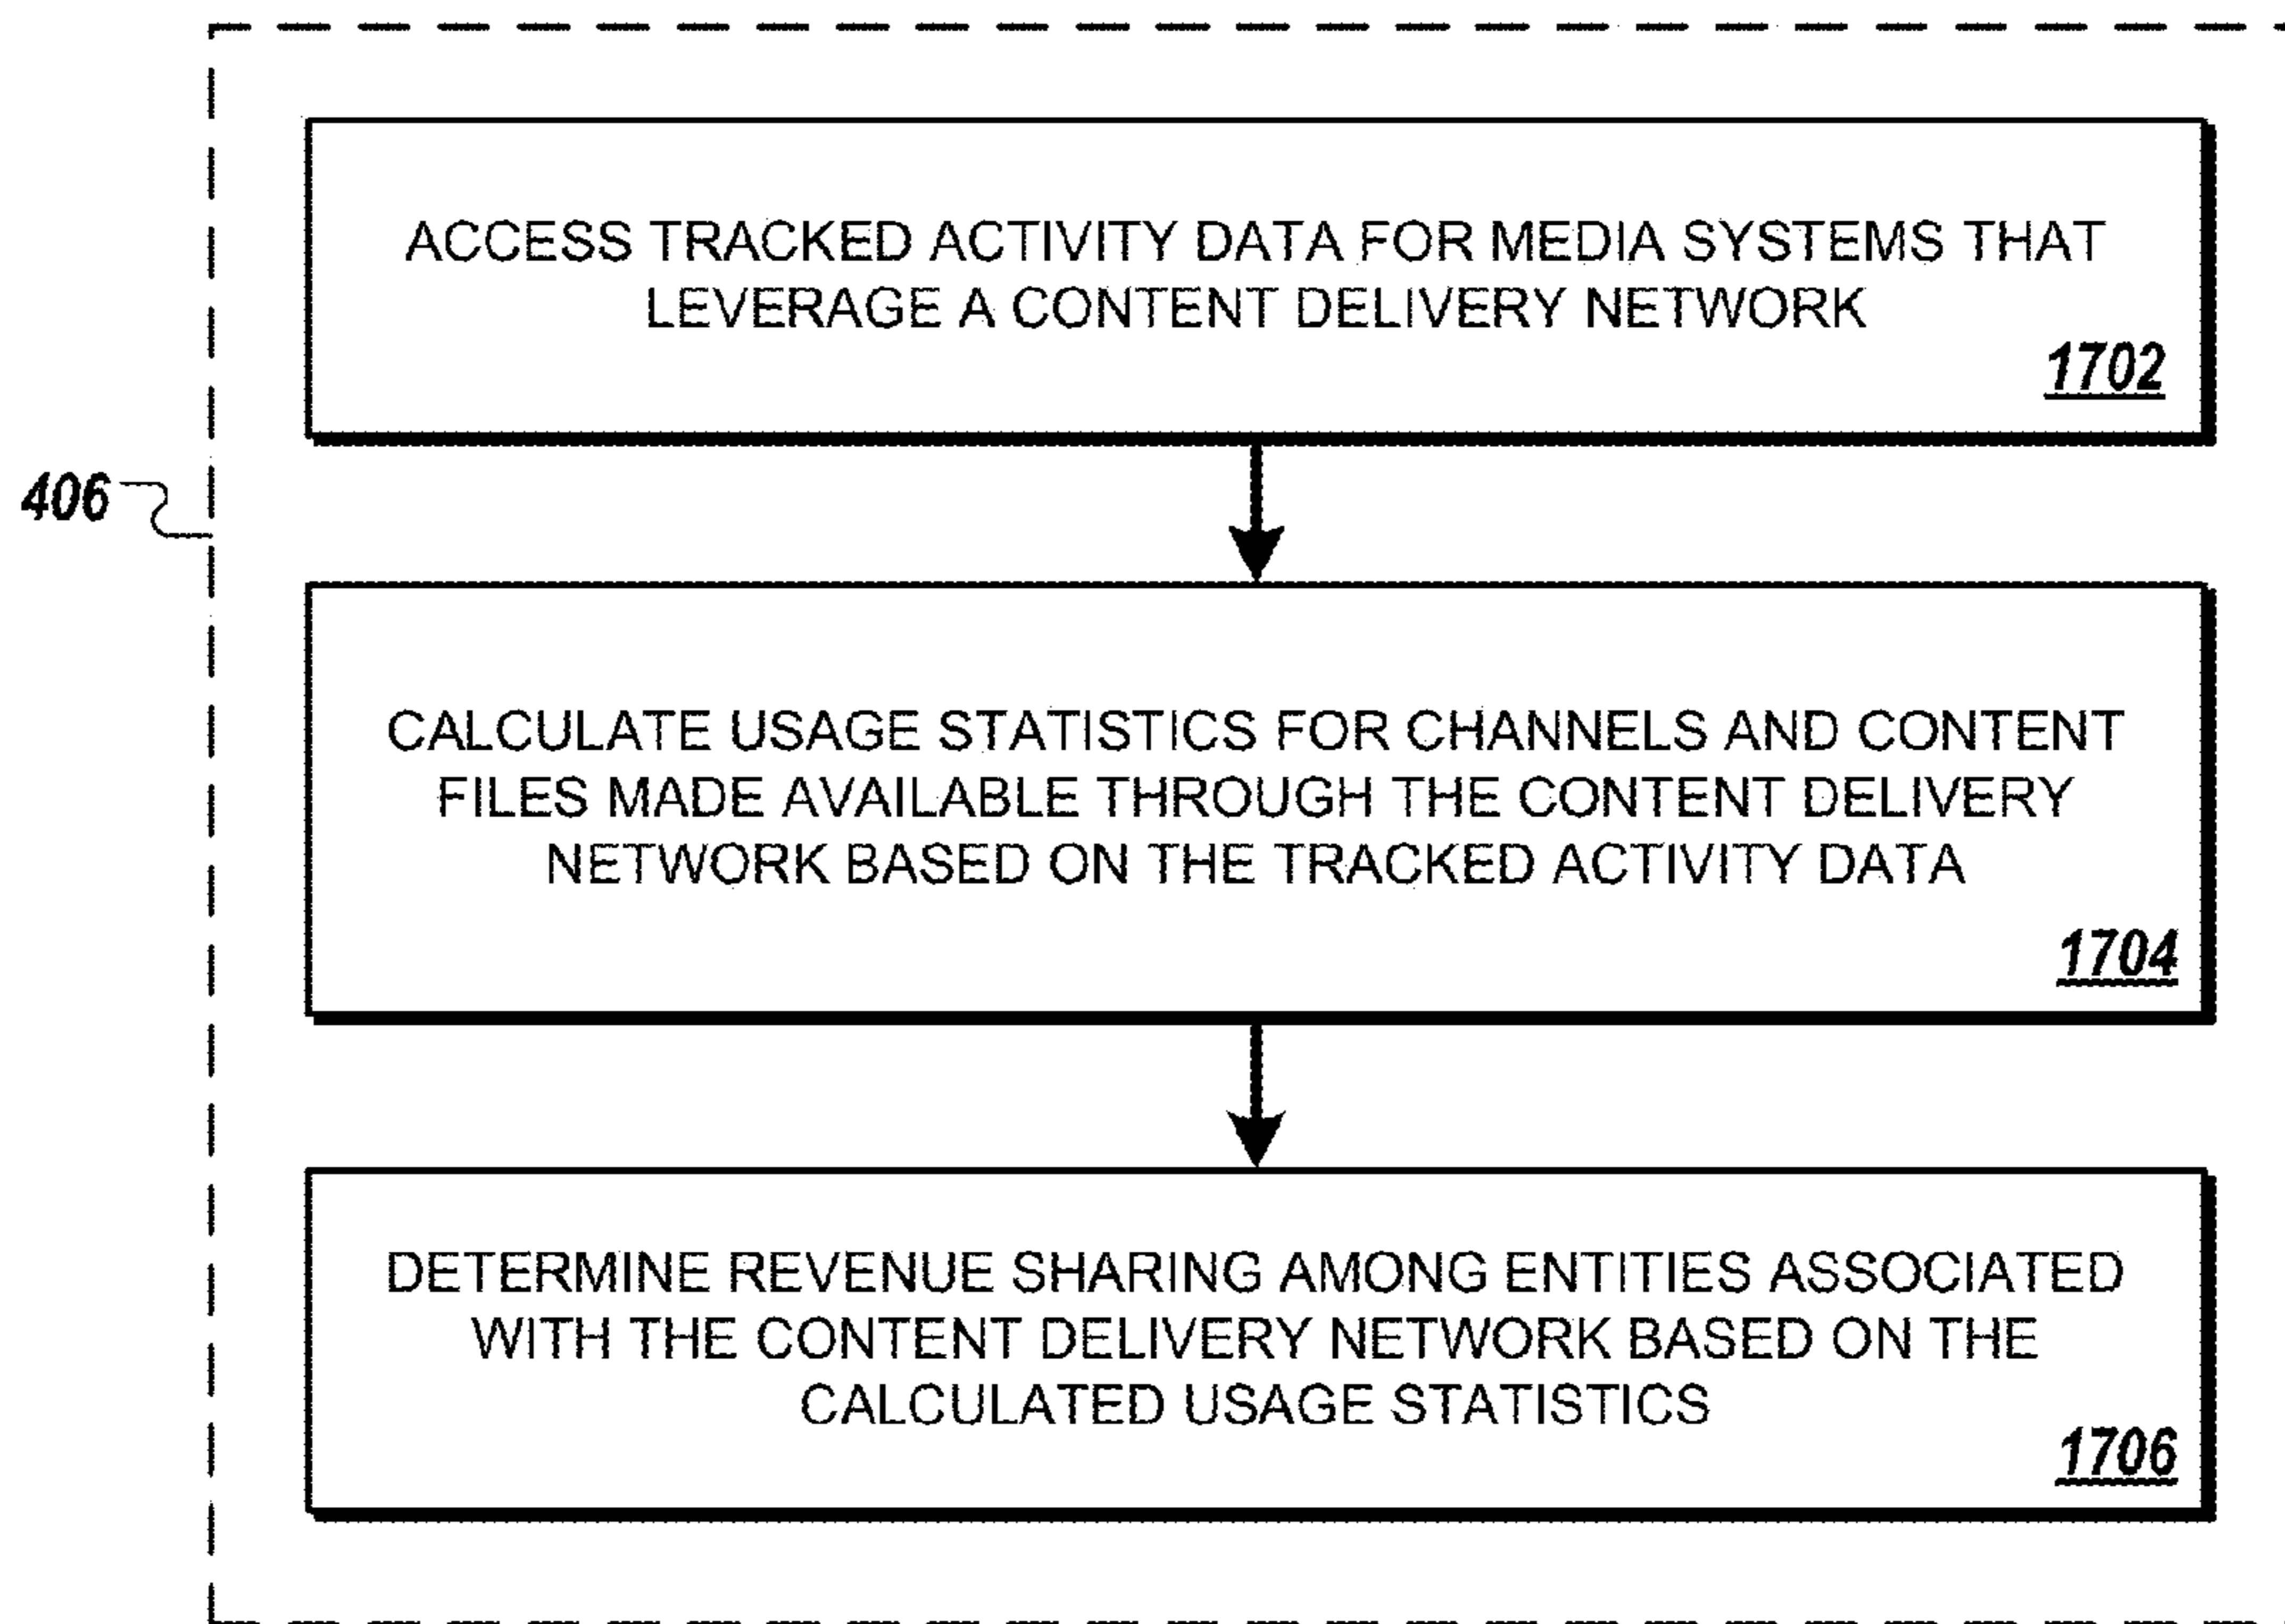 ACCESS TRACKED ACTIVITY DATA FOR MEDIA SYSTEMS THAT
LEVERAGE A CONTENT DELIVERY NETWORK
1702
406
CALCULATE USAGE STATISTICS FOR CHANNELS AND CONTENT
FILES MADE AVAILABLE THROUGH THE CONTENT DELIVERY
NETWORK BASED ON THE TRACKED ACTIVITY DATA
1704
DETERMINE REVENUE SHARING AMONG ENTITIES ASSOCIATED
WITH THE CONTENT DELIVERY NETWORK BASED ON THE
CALCULATED USAGE STATISTICS
1706